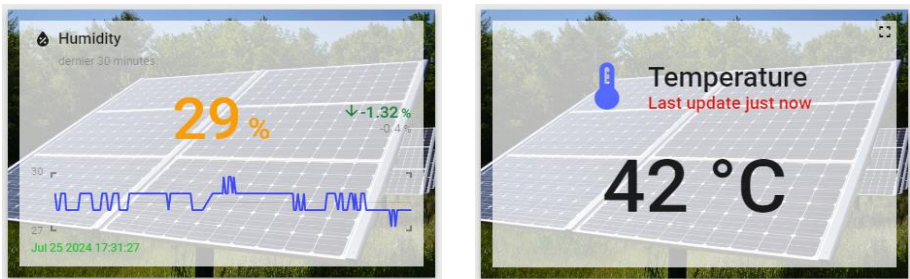 Humidity
dernier 30 minutes
29 %
-1.32 %
-0.4 %
30
27
Jul 25 2024 17:31:27
Temperature
Last update just now
42 °C